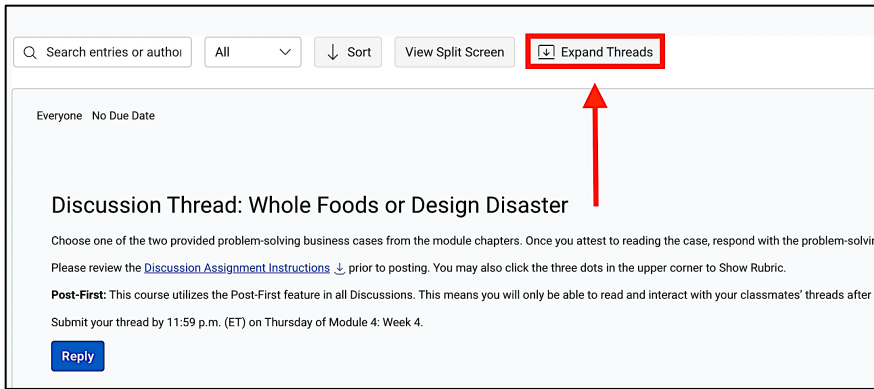 Search entries or author
All
Sort
View Split Screen
Expand Threads
Everyone No Due Date
Discussion Thread: Whole Foods or Design Disaster
Choose one of the two provided problem-solving business cases from the module chapters. Once you attest to reading the case, respond with the
Please review the Discussion Assignment Instructions prior to posting. You may also click the three dots in the upper corner to Show Rubric.
Post-First: This course utilizes the Post-First feature in all Discussions. This means you will only be able to read and interact with your classmates' threads after
Submit your thread by 11:59 p.m. (ET) on Thursday of Module 4: Week 4.
Reply